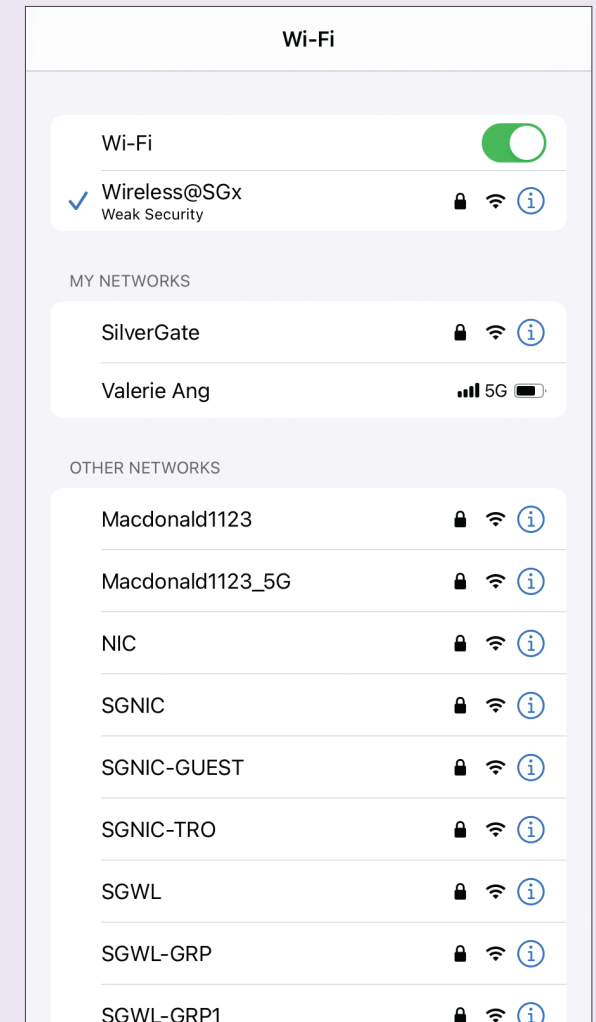 Wi-Fi
Wi-Fi
Wireless@SGx
Weak Security
MY NETWORKS
SilverGate
Valerie Ang 5G
OTHER NETWORKS
Macdonald1123
Macdonald1123_5G
NIC
SGNIC
SGNIC-GUEST
SGNIC-TRO
SGWL
SGWL-GRP
SGWL-GRP1